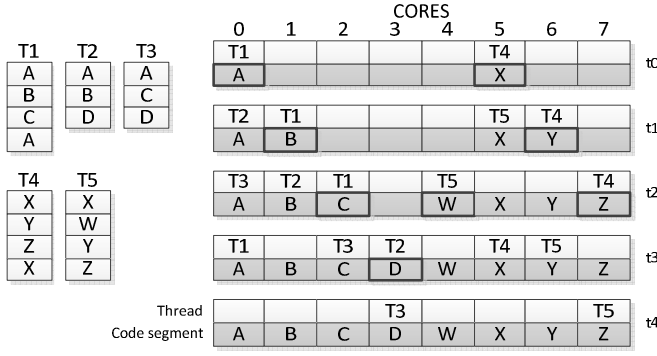 CORES
0 1 2 3 4 5 6 7
T1 T2 T3
A A A
B B C
C D D
A
T4 T5
X X
Y W
Z Y
X Z
T1 T4
A X
t0
T2 T1 T5 T4
A B X Y
t1
T3 T2 T1 T5 T4
A B C W X Y Z
t2
T1 T3 T2 T4 T5
A B C D W X Y Z
t3
Thread T3 T5
Code segment A B C D W X Y Z
t4